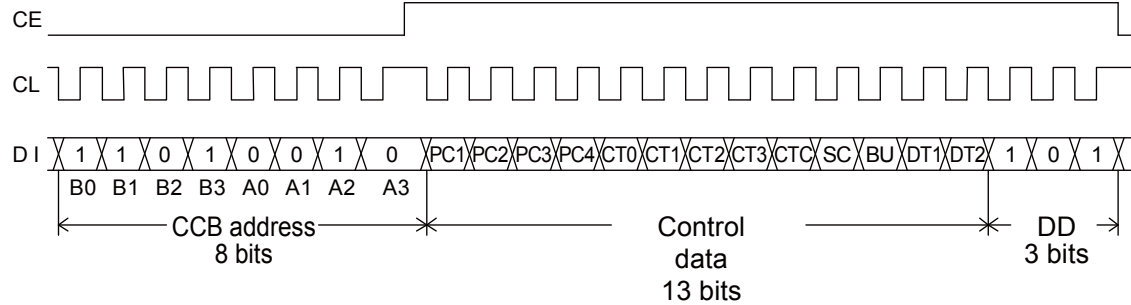 CE
CL
D I 1 1 0 1 0 0 1 0 PC1 PC2 PC3 PC4 CT0 CT1 CT2 CT3 CTC SC BU DT1 DT2 1 0 1
B0 B1 B2 B3 A0 A1 A2 A3
CCB address
8 bits
Control
data
13 bits
DD
3 bits